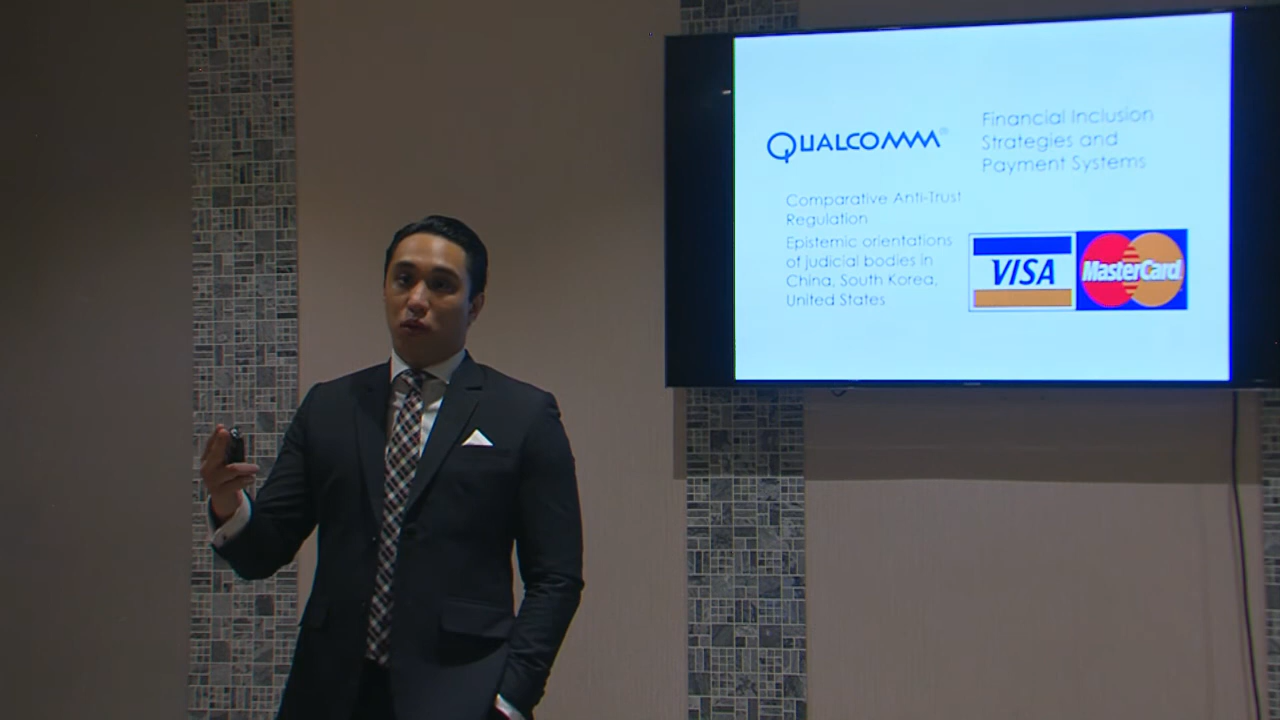 QUALCOMM®
Comparative Anti-Trust
Regulation
Epistemic orientations
of judicial bodies in
China, South Korea,
United States
Financial Inclusion
Strategies and
Payment Systems
VISA
MasterCard